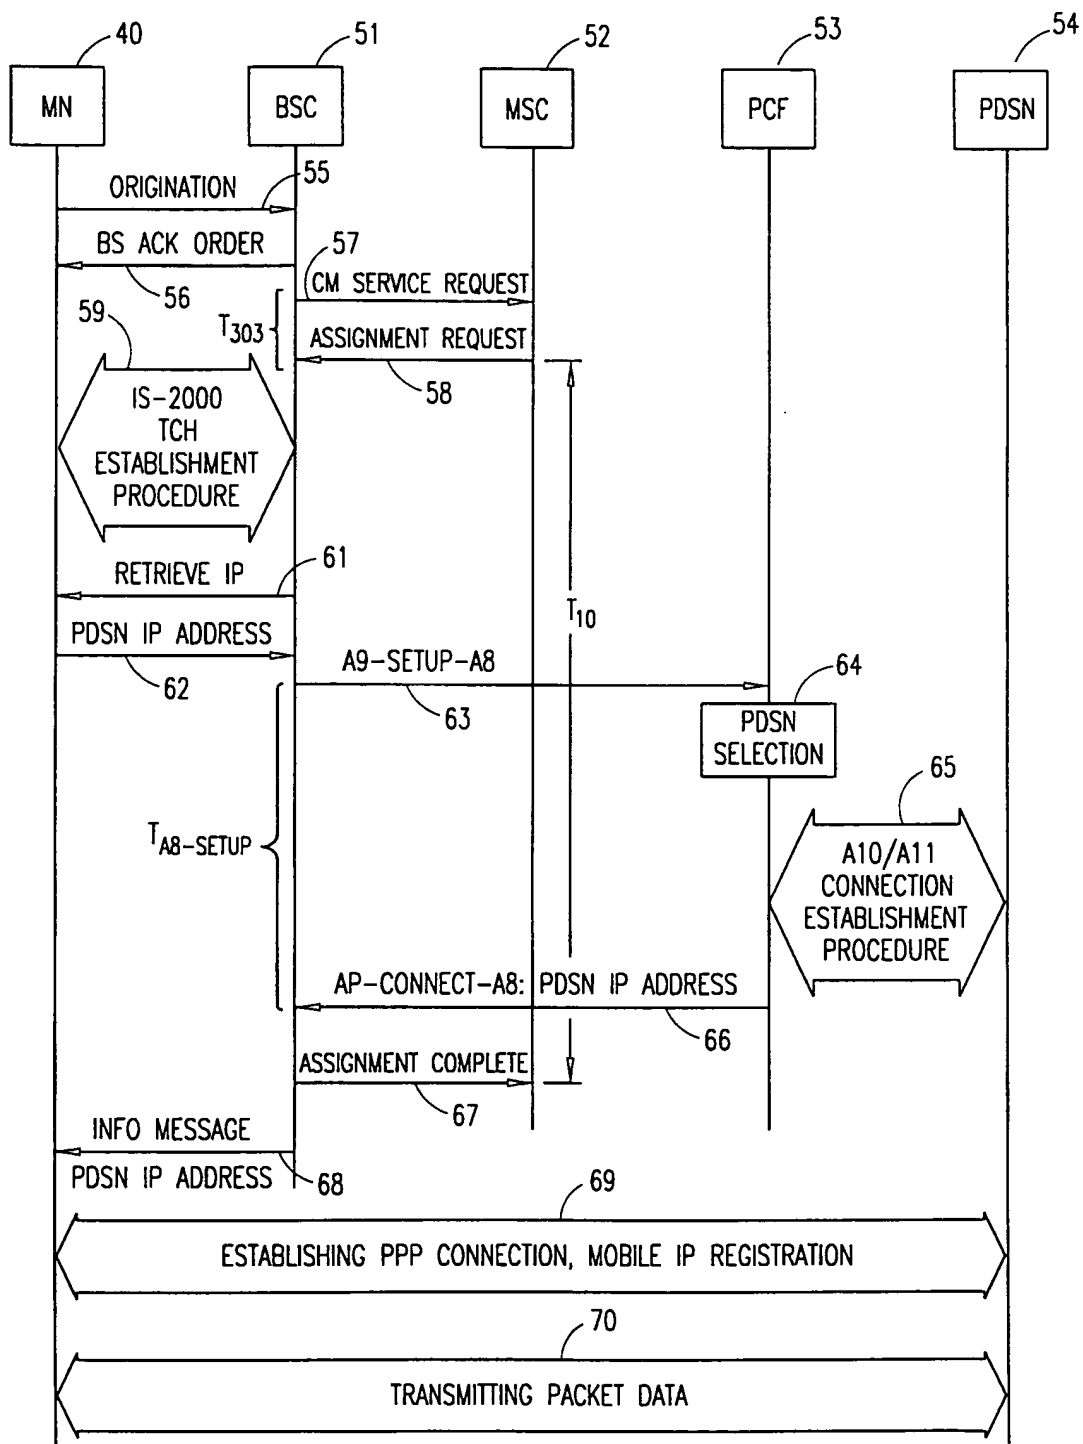 40
51
52
53
54
MN
BSC
MSC
PCF
PDSN
ORIGINATION
55
BS ACK ORDER
56
57
CM SERVICE REQUEST
T303
ASSIGNMENT REQUEST
58
59
IS-2000
TCH
ESTABLISHMENT
PROCEDURE
T10
RETRIEVE IP
61
PDSN IP ADDRESS
62
A9-SETUP-A8
63
64
PDSN
SELECTION
TA8-SETUP
65
A10/A11
CONNECTION
ESTABLISHMENT
PROCEDURE
AP-CONNECT-A8: PDSN IP ADDRESS
66
ASSIGNMENT COMPLETE
67
INFO MESSAGE
PDSN IP ADDRESS
68
69
ESTABLISHING PPP CONNECTION, MOBILE IP REGISTRATION
70
TRANSMITTING PACKET DATA